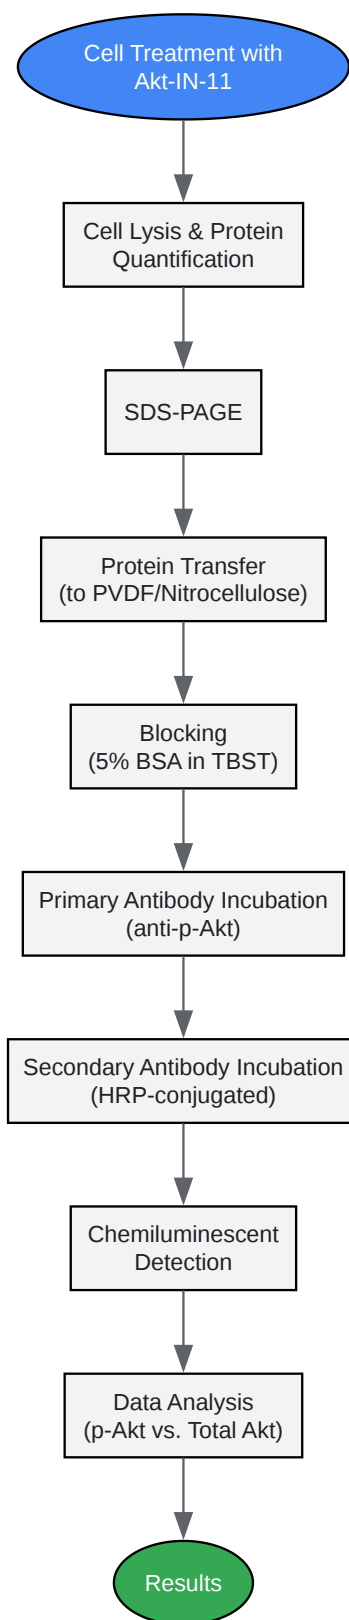 Cell Treatment with
Akt-IN-11
Cell Lysis & Protein
Quantification
SDS-PAGE
Protein Transfer
(to PVDF/Nitrocellulose)
Blocking
(5% BSA in TBST)
Primary Antibody Incubation
(anti-p-Akt)
Secondary Antibody Incubation
(HRP-conjugated)
Chemiluminescent
Detection
Data Analysis
(p-Akt vs. Total Akt)
Results